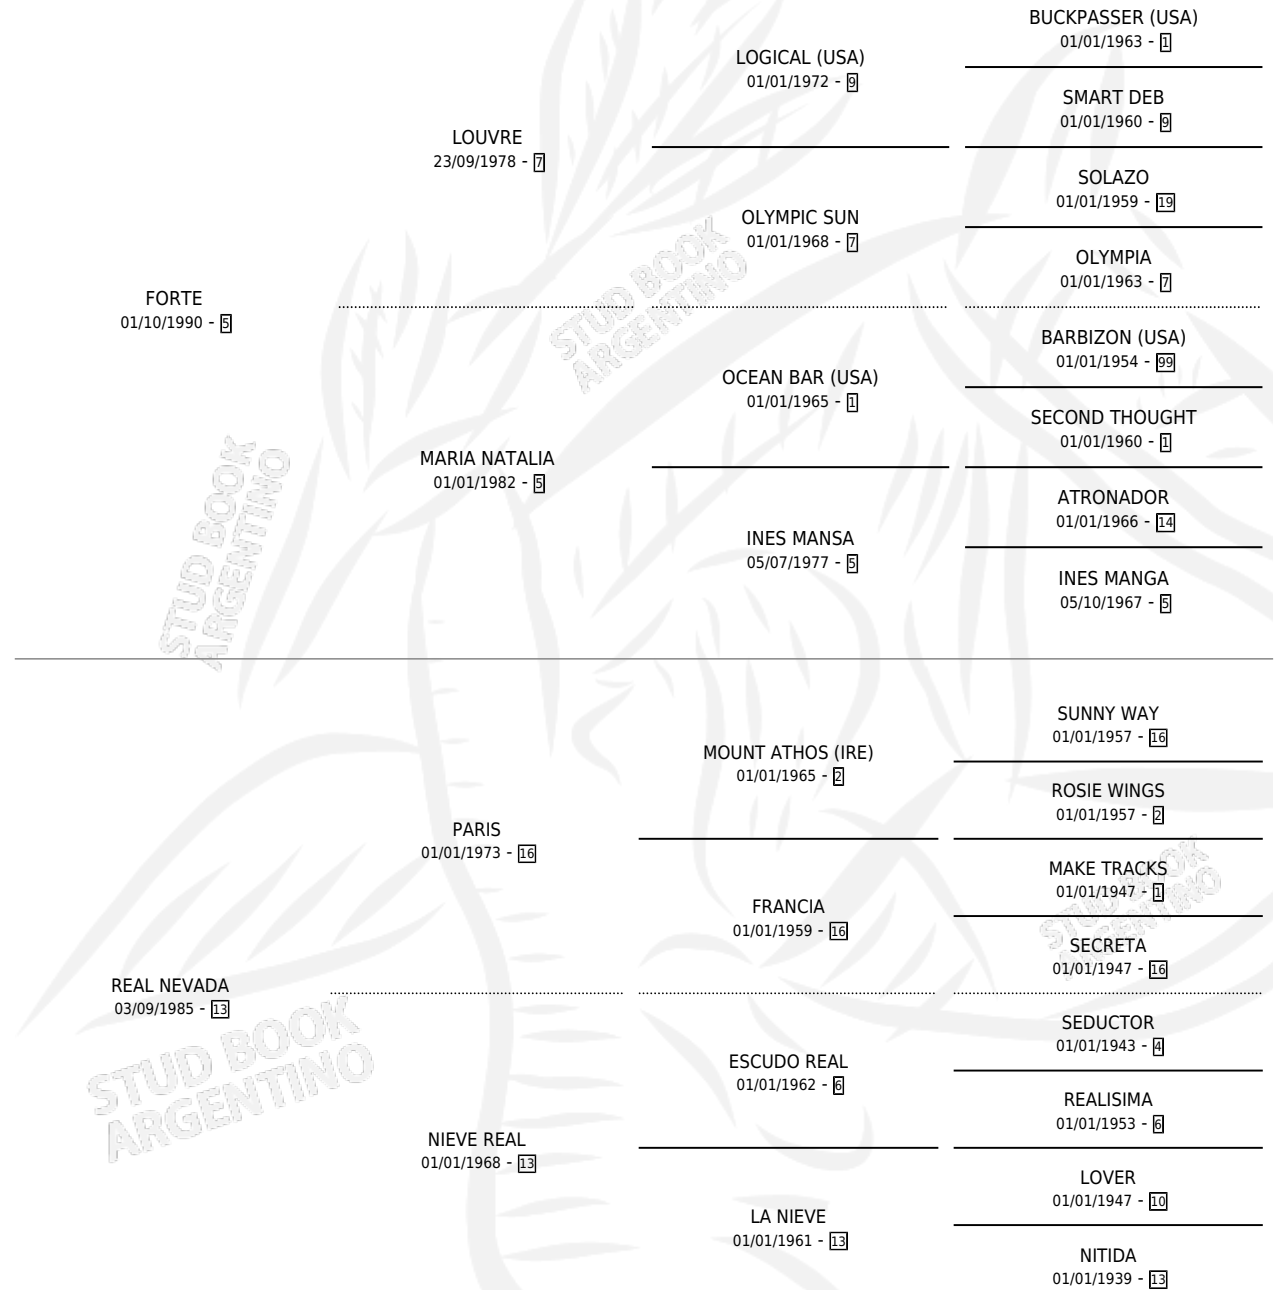 BUCKPASSER (USA)
01/01/1963 - 1
LOGICAL (USA)
01/01/1972 - 9
SMART DEB
01/01/1960 - 9
LOUVRE
23/09/1978 - 7
SOLAZO
01/01/1959 - 19
OLYMPIC SUN
01/01/1968 - 7
OLYMPIA
01/01/1963 - 7
FORTE
01/10/1990 - 5
BARBIZON (USA)
01/01/1954 - 99
OCEAN BAR (USA)
01/01/1965 - 1
SECOND THOUGHT
01/01/1960 - 1
MARIA NATALIA
01/01/1982 - 5
ATRONADOR
01/01/1966 - 14
INES MANSA
05/07/1977 - 5
INES MANGA
05/10/1967 - 5
STUD BOOK
ARGENTINO
STUD BOOK
ARGENTINO
SUNNY WAY
01/01/1957 - 16
MOUNT ATHOS (IRE)
01/01/1965 - 2
ROSIE WINGS
01/01/1957 - 2
PARIS
01/01/1973 - 16
MAKE TRACKS
01/01/1947 - 1
FRANCIA
01/01/1959 - 16
SECRETA
01/01/1947 - 16
REAL NEVADA
03/09/1985 - 13
SEDUCTOR
01/01/1943 - 4
ESCUDO REAL
01/01/1962 - 6
REALISIMA
01/01/1953 - 6
NIEVE REAL
01/01/1968 - 13
LOVER
01/01/1947 - 10
LA NIEVE
01/01/1961 - 13
NITIDA
01/01/1939 - 13
STUD BOOK
ARGENTINO
STUD BOOK
ARGENTINO